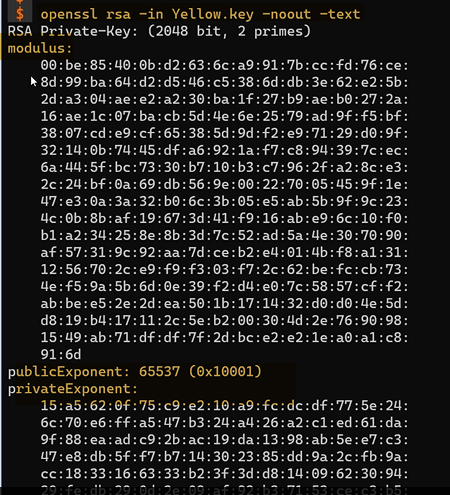 $ openssl rsa -in Yellow.key -noout -text
RSA Private-Key: (2048 bit, 2 primes)
modulus:
00:be:85:40:0b:d2:63:6c:a9:91:7b:cc:fd:76:ce:
8d:99:ba:64:d2:d5:46:c5:38:6d:db:3e:62:e2:5b:
2d:a3:04:ae:e2:a2:30:ba:1f:27:b9:ae:b0:27:2a:
16:ae:1c:07:ba:cb:5d:4e:6e:25:79:ad:9f:f5:bf:
38:07:cd:e9:cf:65:38:5d:9d:f2:e9:71:29:d0:9f:
32:14:0b:74:45:df:a6:92:1a:f7:c8:94:39:7c:ec:
6a:44:5f:bc:73:30:b7:10:b3:c7:96:2f:a2:8c:e3:
2c:24:bf:0a:69:db:56:9e:00:22:70:05:45:9f:1e:
47:e3:0a:3a:32:b0:6c:3b:05:e5:ab:5b:9f:9c:23:
4c:0b:8b:af:19:67:3d:41:f9:16:ab:e9:6c:10:f0:
b1:a2:34:25:8e:8b:3d:7c:52:ad:5a:4e:30:70:90:
af:57:31:9c:92:aa:7d:ce:b2:e4:01:4b:f8:a1:31:
12:56:70:2c:e9:f9:f3:03:f7:2c:62:be:fc:cb:73:
4e:f5:9a:5b:6d:0e:39:f2:d4:e0:7c:58:57:cf:f2:
ab:be:e5:2e:2d:ea:50:1b:17:14:32:d0:d0:4e:5d:
d8:19:b4:17:11:2c:5e:b2:00:30:4d:2e:76:90:98:
15:49:ab:71:df:df:7f:2d:bc:e2:e2:1e:a0:a1:c8:
91:6d
publicExponent: 65537 (0x10001)
privateExponent:
15:a5:62:0f:75:c9:e2:10:a9:fc:dc:df:77:5e:24:
6c:70:e6:ff:a5:47:b3:24:a4:26:a2:c1:ed:61:da:
9f:88:ea:ad:c9:2b:ac:19:da:13:98:ab:5e:e7:c3:
47:e8:db:5f:f7:b7:14:30:23:85:dd:9a:2c:fb:9a:
cc:18:33:16:63:33:b2:3f:3d:d8:14:09:62:30:94: